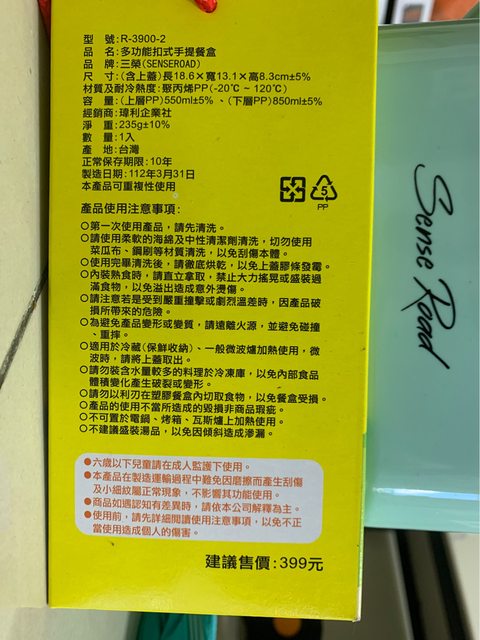 型　號:R-3900-2
品　名:多功能扣式手提餐盒
品　牌:三榮(SENSEROAD)
尺　寸:(含上蓋)長18.6×寬13.1×高8.3cm±5%
材質及耐冷熱度:聚丙烯PP(-20℃ ~ 120℃)
容　量:(上層PP)550ml±5% 、(下層PP)850ml±5%
經銷商:瑋利企業社
淨　重:235g±10%
數　量:1入
產　地:台灣
正常保存期限:10年
製造日期:112年3月31日
本產品可重複性使用
5
PP
產品使用注意事項:
○第一次使用產品，請先清洗。
○請使用柔軟的海綿及中性清潔劑清洗，切勿使用
菜瓜布、鋼刷等材質清洗，以免刮傷本體。
○使用完畢清洗後，請徹底烘乾，以免上蓋膠條發霉。
○內裝熱食時，請直立拿取，禁止大力搖晃或盛裝過
滿食物，以免溢出造成意外燙傷。
○請注意若是受到嚴重撞擊或劇烈溫差時，因產品破
損所帶來的危險。
○為避免產品變形或變質，請遠離火源，並避免碰撞
、重摔。
○適用於冷藏(保鮮收納)、一般微波爐加熱使用，微
波時，請將上蓋取出。
○請勿裝含水量較多的料理於冷凍庫，以免內部食品
體積變化產生破裂或變形。
○請勿以利刃在塑膠餐盒內切取食物，以免餐盒受損。
○產品的使用不當所造成的毀損非商品瑕疵。
○不可置於電鍋、烤箱、瓦斯爐上加熱使用。
○不建議盛裝湯品，以免因傾斜造成滲漏。
●六歲以下兒童請在成人監護下使用。
●本產品在製造運輸過程中難免因磨擦而產生刮傷
及小細紋屬正常現象，不影響其功能使用。
●商品如遇認知有差異時，請依本公司解釋為主。
●使用前，請先詳細閱讀使用注意事項，以免不正
當使用造成個人的傷害。
建議售價:399元
Sense Road